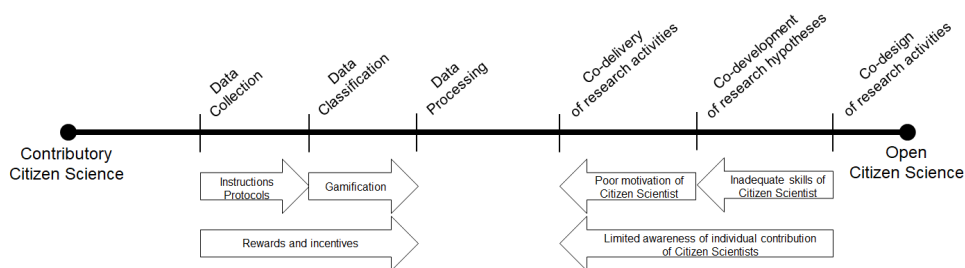 Data
Collection
Data
Classification
Data
Processing
Co-delivery
of research activities
Co-development
of research hypotheses
Co-design
of research activities
Contributory
Citizen Science
Open
Citizen Science
Instructions
Protocols
Gamification
Poor motivation of
Citizen Scientist
Inadequate skills of
Citizen Scientist
Rewards and incentives
Limited awareness of individual contribution
of Citizen Scientists